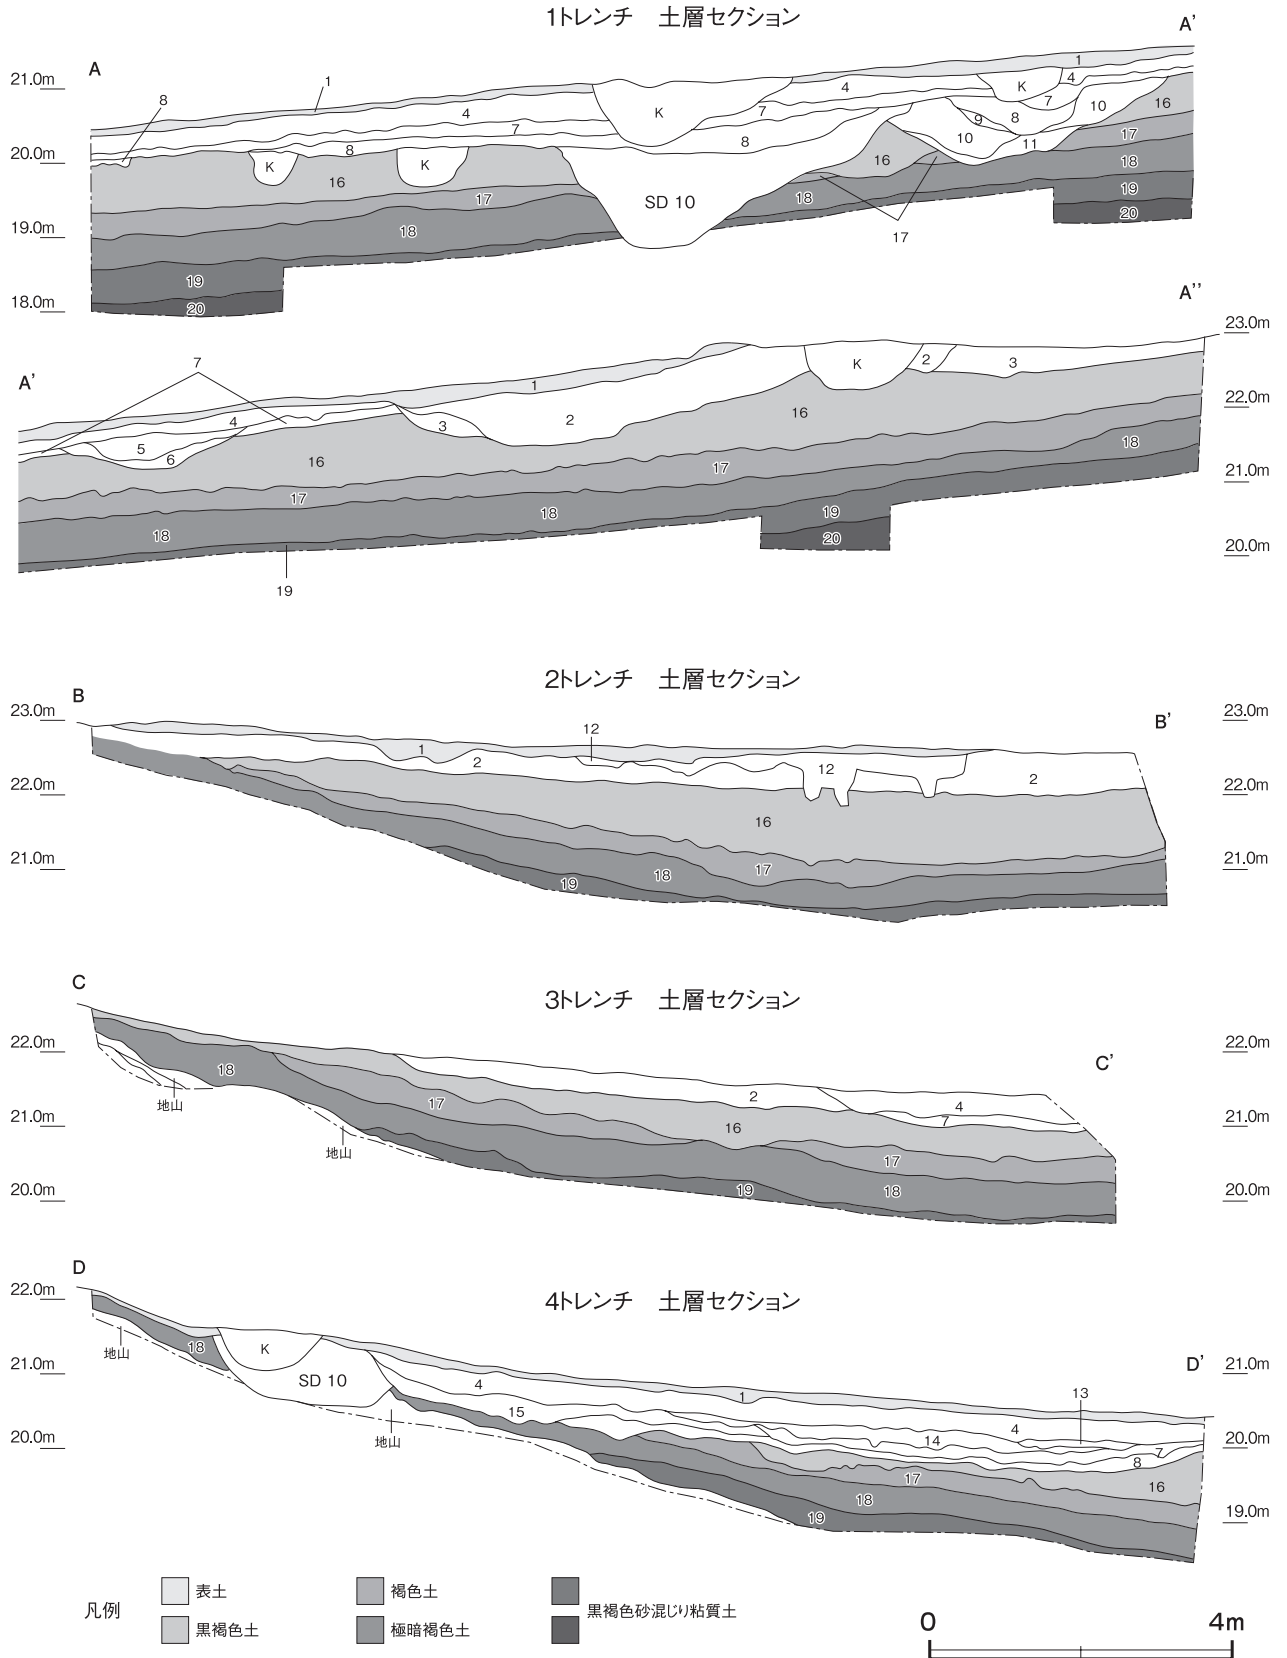 1トレンチ 土層セクション
A
A'
21.0m
20.0m
19.0m
18.0m
8
1
4
7
8
K
K
K
16
17
18
19
20
SD 10
4
7
8
16
17
18
1
4
K
7
8
9
10
10
11
16
17
18
19
20
A'
A''
23.0m
22.0m
21.0m
20.0m
7
1
4
5
6
3
2
K
2
3
16
16
17
17
18
18
18
19
19
20
2トレンチ 土層セクション
B
B'
23.0m
22.0m
21.0m
23.0m
22.0m
21.0m
12
1
2
12
2
16
17
18
19
3トレンチ 土層セクション
C
C'
22.0m
21.0m
20.0m
22.0m
21.0m
20.0m
18
地山
地山
17
2
4
7
16
17
18
19
4トレンチ 土層セクション
D
D'
22.0m
21.0m
20.0m
21.0m
20.0m
19.0m
地山
18
K
SD 10
地山
4
15
1
13
4
14
7
8
17
16
18
19
凡例
表土
褐色土
黒褐色砂混じり粘質土
黒褐色土
極暗褐色土
0 4m